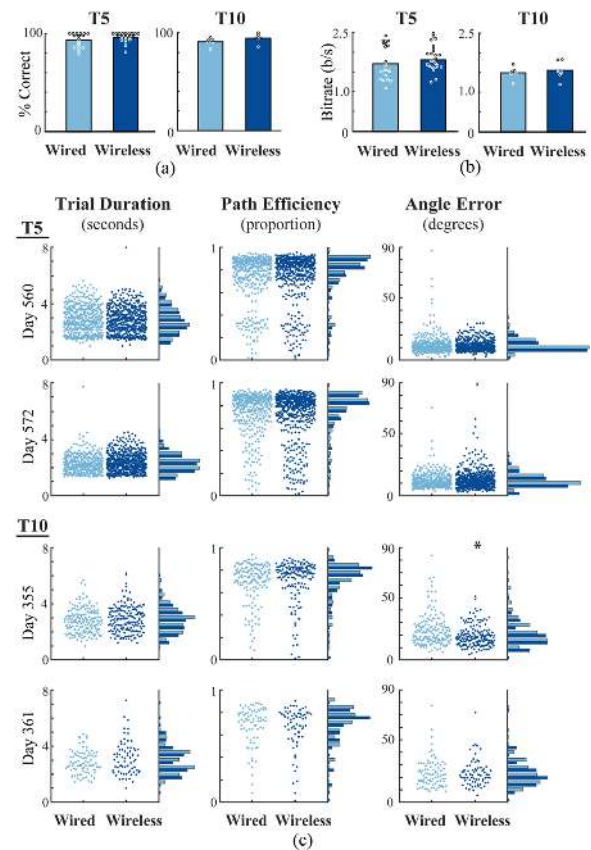 T5 T10 T5 T10
100 100 2.5 2.5
% Correct Bitrate (b/s)
1.0 1.0
0 0 0 0
Wired Wireless Wired Wireless Wired Wireless Wired Wireless
(a) (b)
Trial Duration Path Efficiency Angle Error
(seconds) (proportion) (degrees)
T5
8 1 90
Day 560
4 50
0 0 10
8 1 90
Day 572
4 50
0 0 10
T10
8 1 90
*
Day 355
4 50
0 0 10
8 1 90
Day 361
4 50
0 0 10
Wired Wireless Wired Wireless Wired Wireless
(c)